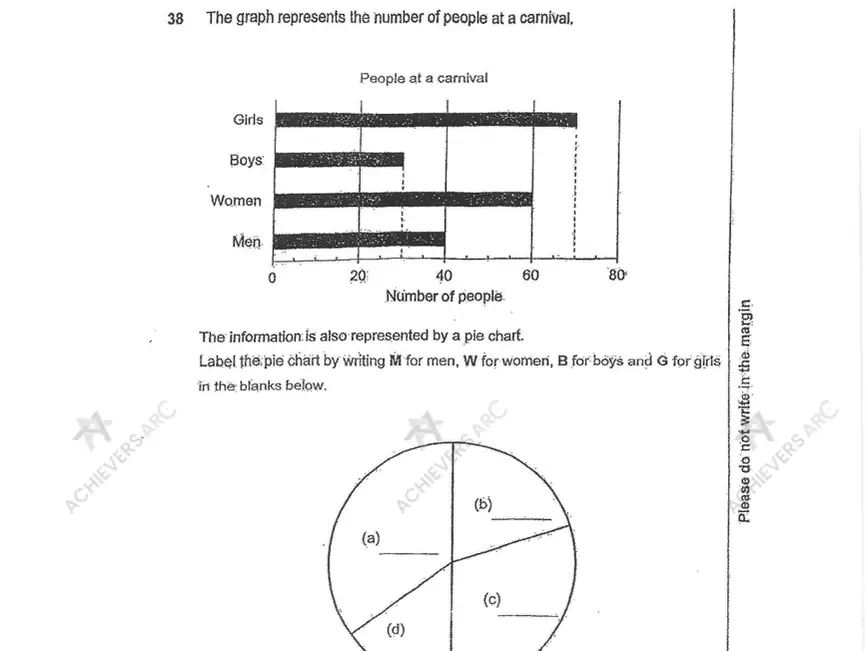 38 The graph represents the number of people at a carnival.
People at a carnival
Girls
Boys
Women
Men
0 20 40 60 80
Number of people
The information is also represented by a pie chart.
Label the pie chart by writing M for men, W for women, B for boys and G for girls
in the blanks below.
(b)
(a)
(c)
(d)
Please do not write in the margin
ACHIEVERS ARC
ACHIEVERS ARC
ACHIEVERS ARC